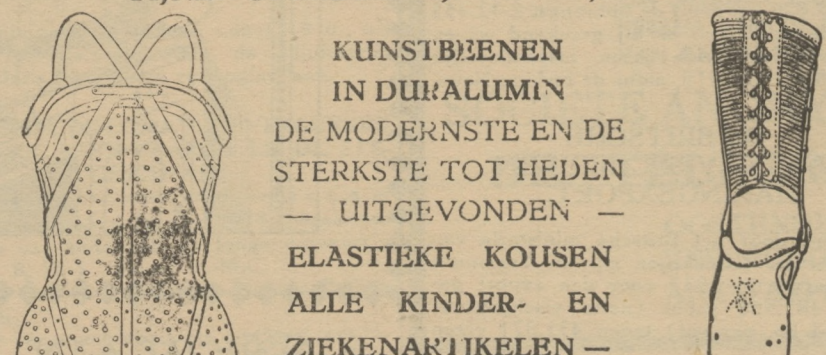 KUNSTBEENEN
IN DURALUMIN
DE MODERNSTE EN DE
STERKSTE TOT HEDEN
— UITGEVONDEN —
ELASTIEKE KOUSEN
ALLE KINDER- EN
ZIEKENARTIKELEN —